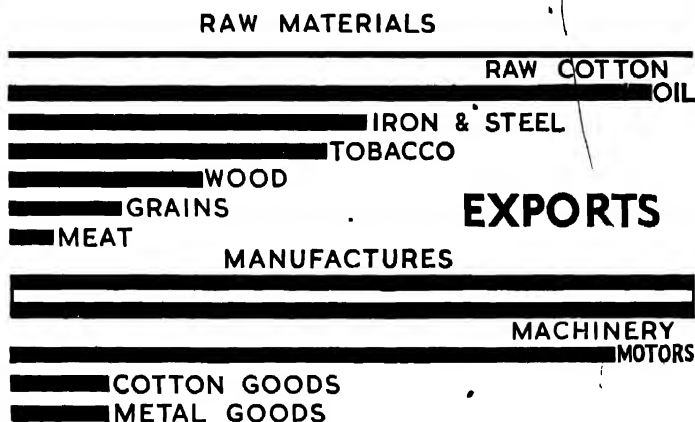 RAW MATERIALS
RAW COTTON
OIL
IRON & STEEL
TOBACCO
WOOD
GRAINS
EXPORTS
MEAT
MANUFACTURES
MACHINERY
MOTORS
COTTON GOODS
METAL GOODS